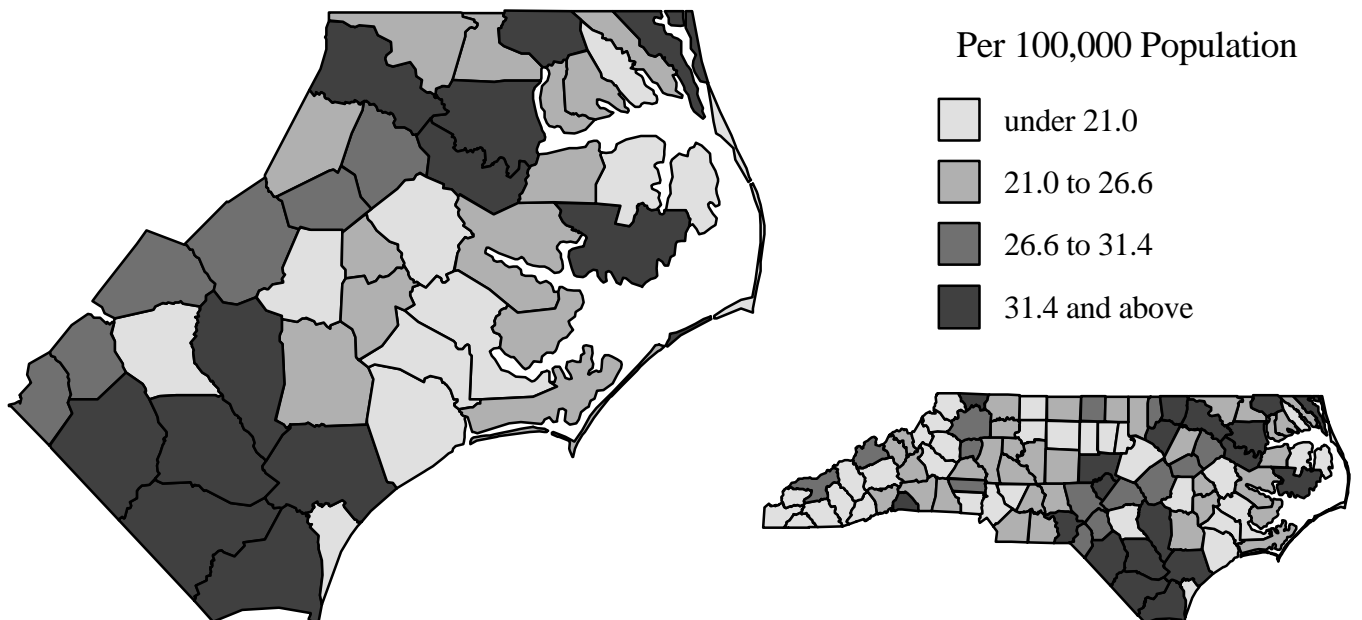 Per 100,000 Population
under 21.0
21.0 to 26.6
26.6 to 31.4
31.4 and above